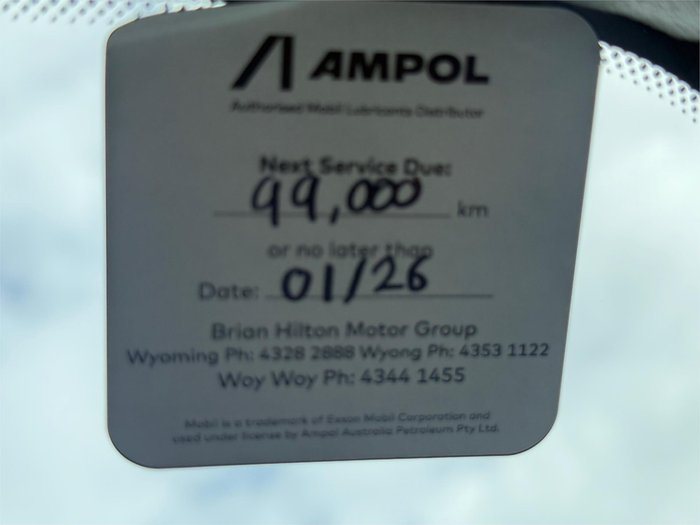 AMPOL
Authorised Mobil Lubricants Distributor
Next Service Due:
99,000 km
or no later than
Date: 01/26
Brian Hilton Motor Group
Wyoming Ph: 4328 2888 Wyong Ph: 4353 1122
Woy Woy Ph: 4344 1455
Mobil is a trademark of Exxon Mobil Corporation and
used under license by Ampol Australia Petroleum Pty Ltd.